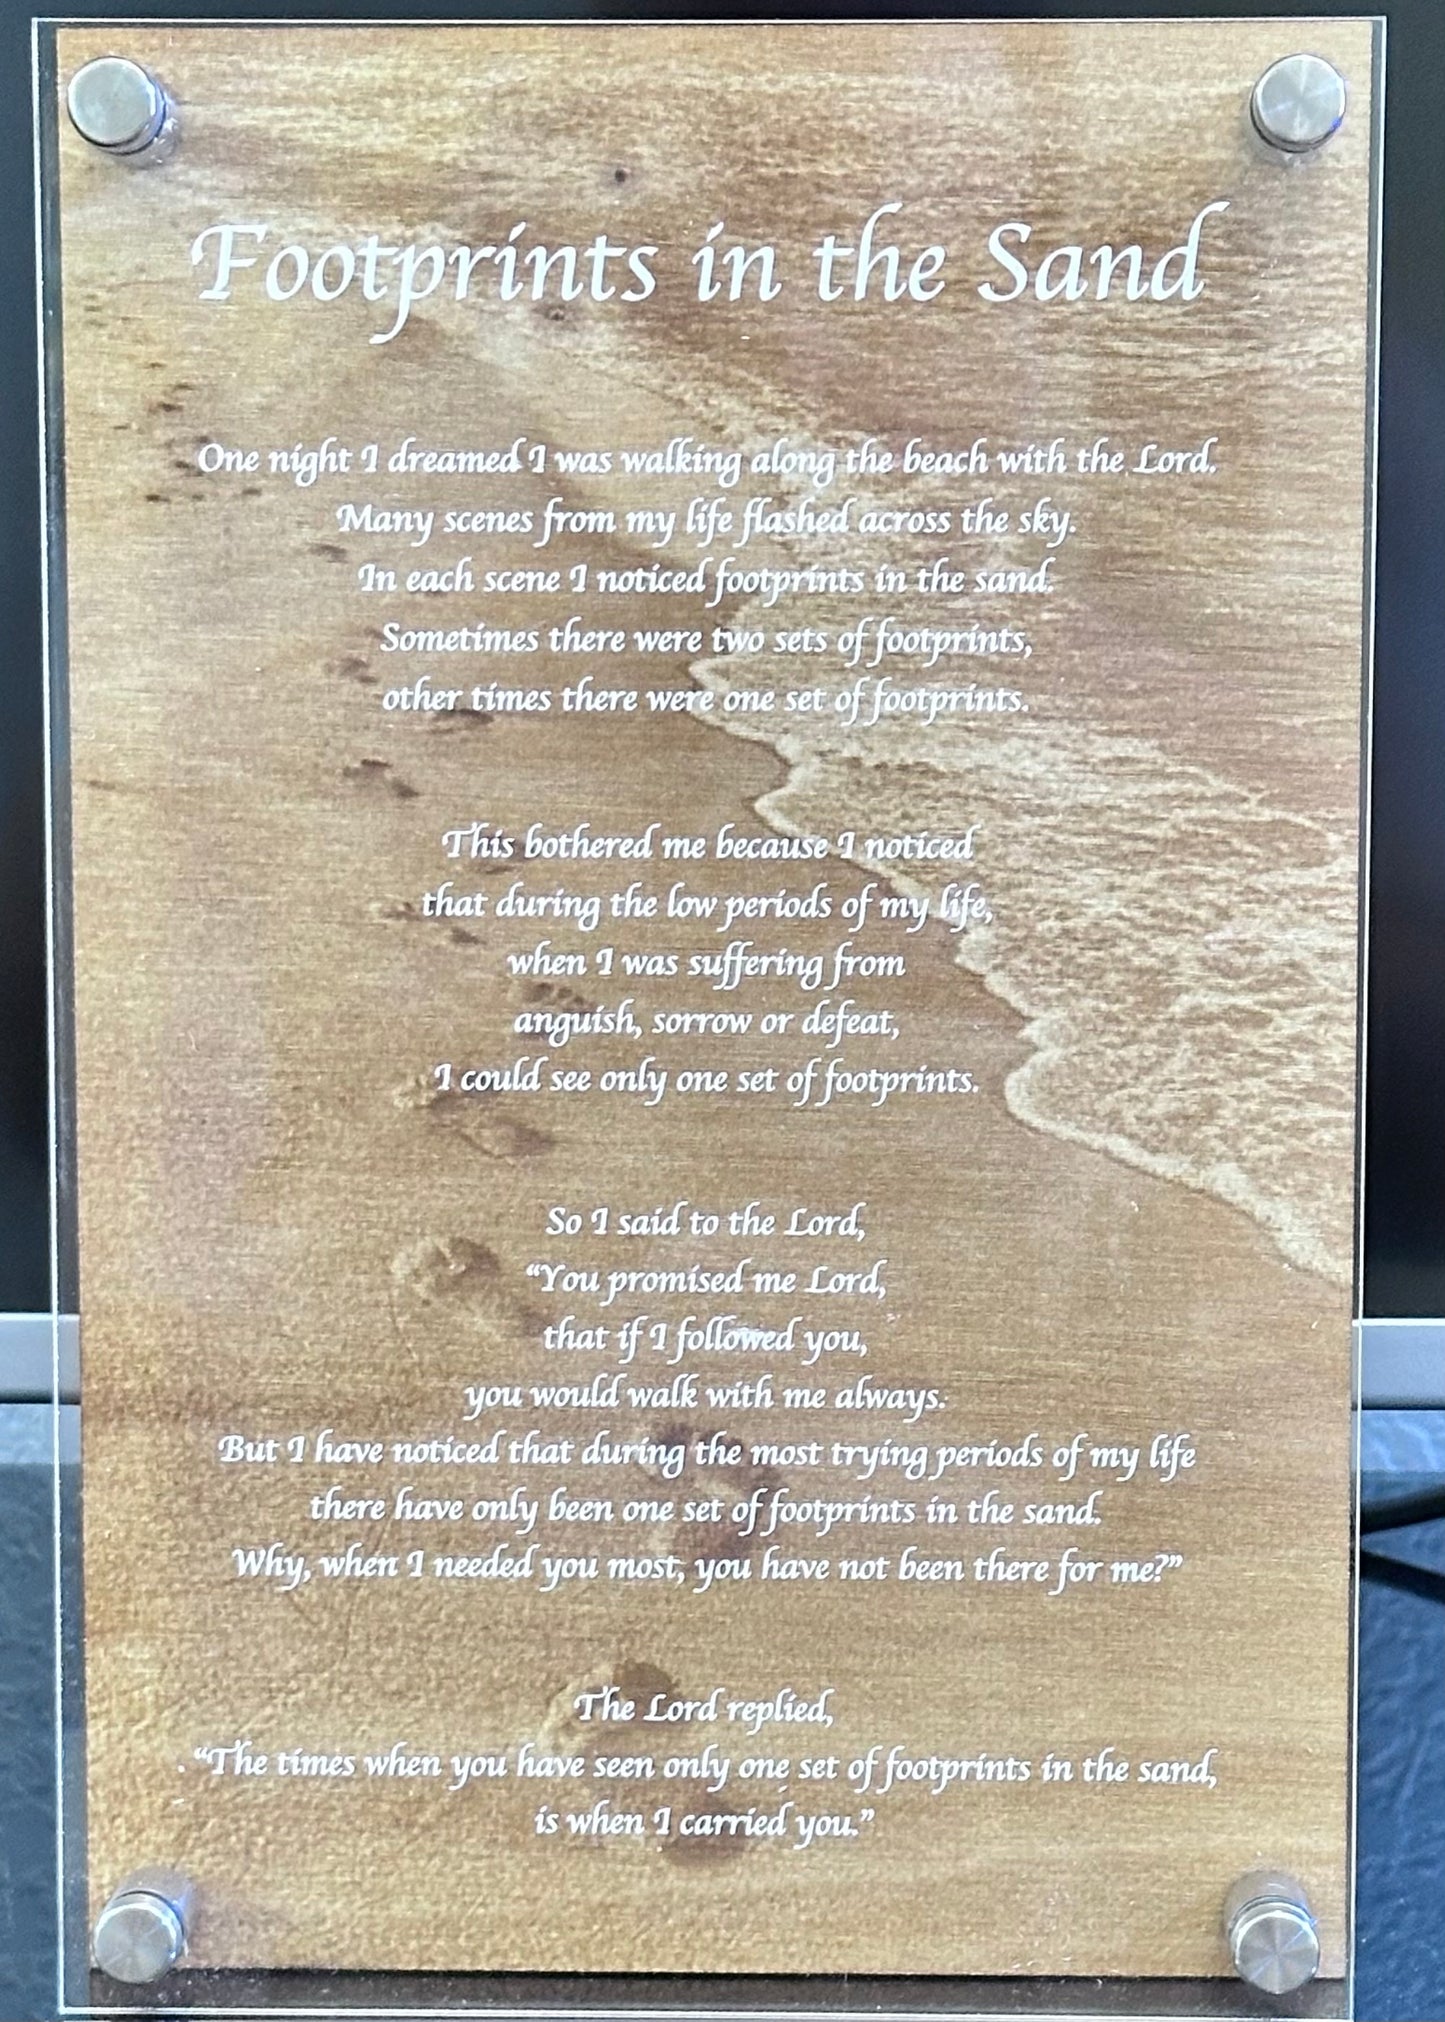 Footprints in the Sand
One night I dreamed I was walking along the beach with the Lord.
Many scenes from my life flashed across the sky.
In each scene I noticed footprints in the sand.
Sometimes there were two sets of footprints,
other times there were one set of footprints.
This bothered me because I noticed
that during the low periods of my life,
when I was suffering from
anguish, sorrow or defeat,
I could see only one set of footprints.
So I said to the Lord,
“You promised me Lord,
that if I followed you,
you would walk with me always.
But I have noticed that during the most trying periods of my life
there have only been one set of footprints in the sand.
Why, when I needed you most, you have not been there for me?”
The Lord replied,
“The times when you have seen only one set of footprints in the sand,
is when I carried you.”